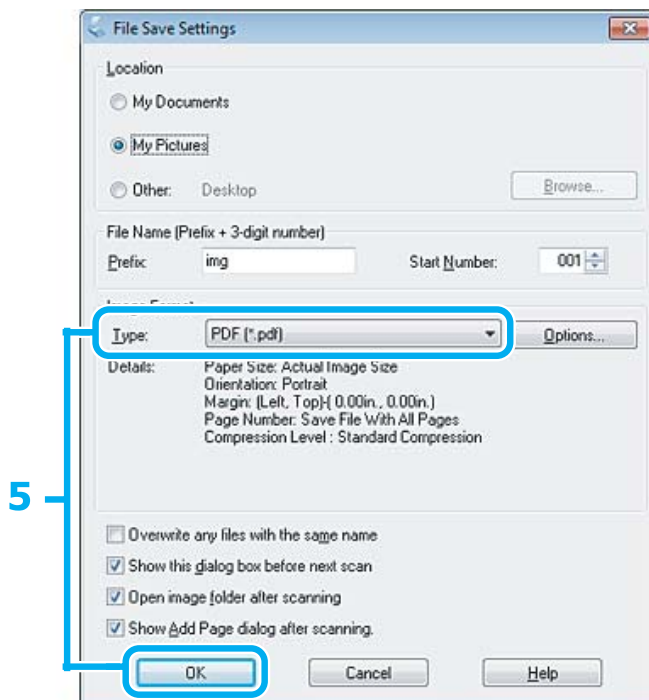 File Save Settings
Location
My Documents
My Pictures
Other: Desktop Browse...
File Name (Prefix + 3-digit number)
Prefix: img Start Number: 001
Image Format
Type: PDF (*.pdf) Options...
Details: Paper Size: Actual Image Size
Orientation: Portrait
Margin: (Left, Top)-( 0.00in., 0.00in.)
Page Number: Save File With All Pages
Compression Level : Standard Compression
5
Overwrite any files with the same name
Show this dialog box before next scan
Open image folder after scanning
Show Add Page dialog after scanning.
OK Cancel Help